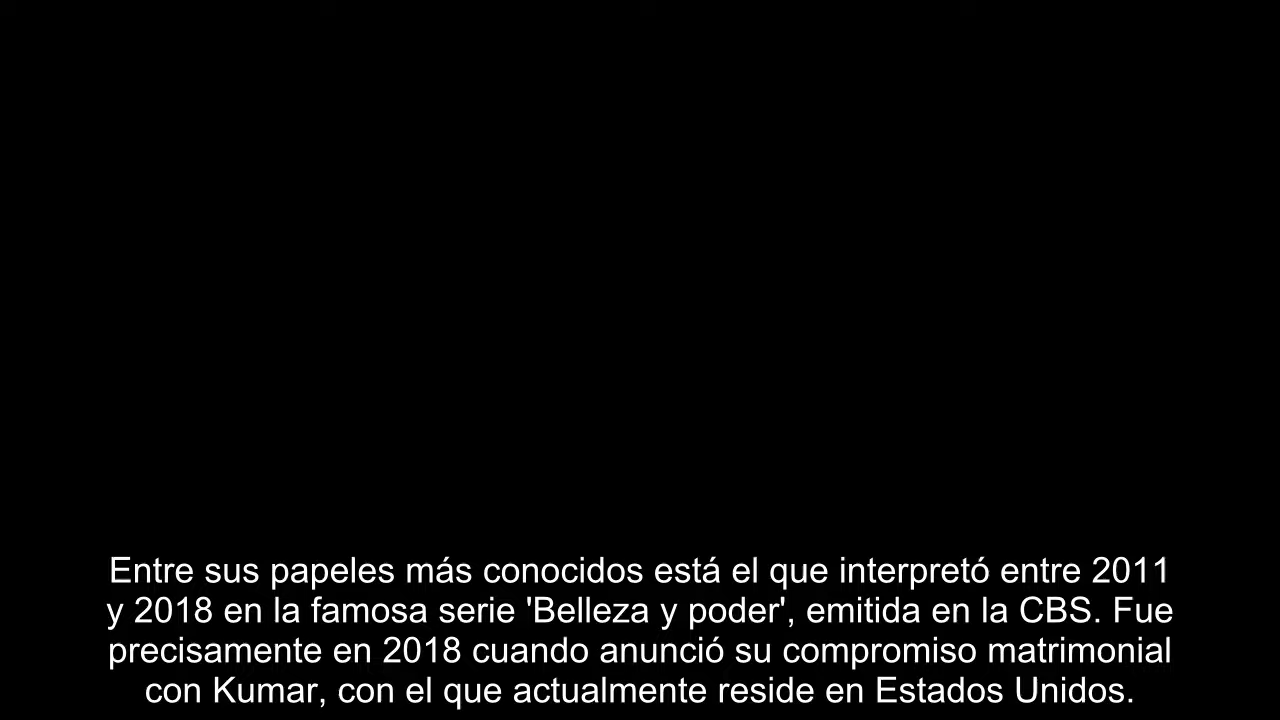 Entre sus papeles más conocidos está el que interpretó entre 2011
y 2018 en la famosa serie 'Belleza y poder', emitida en la CBS. Fue
precisamente en 2018 cuando anunció su compromiso matrimonial
con Kumar, con el que actualmente reside en Estados Unidos.